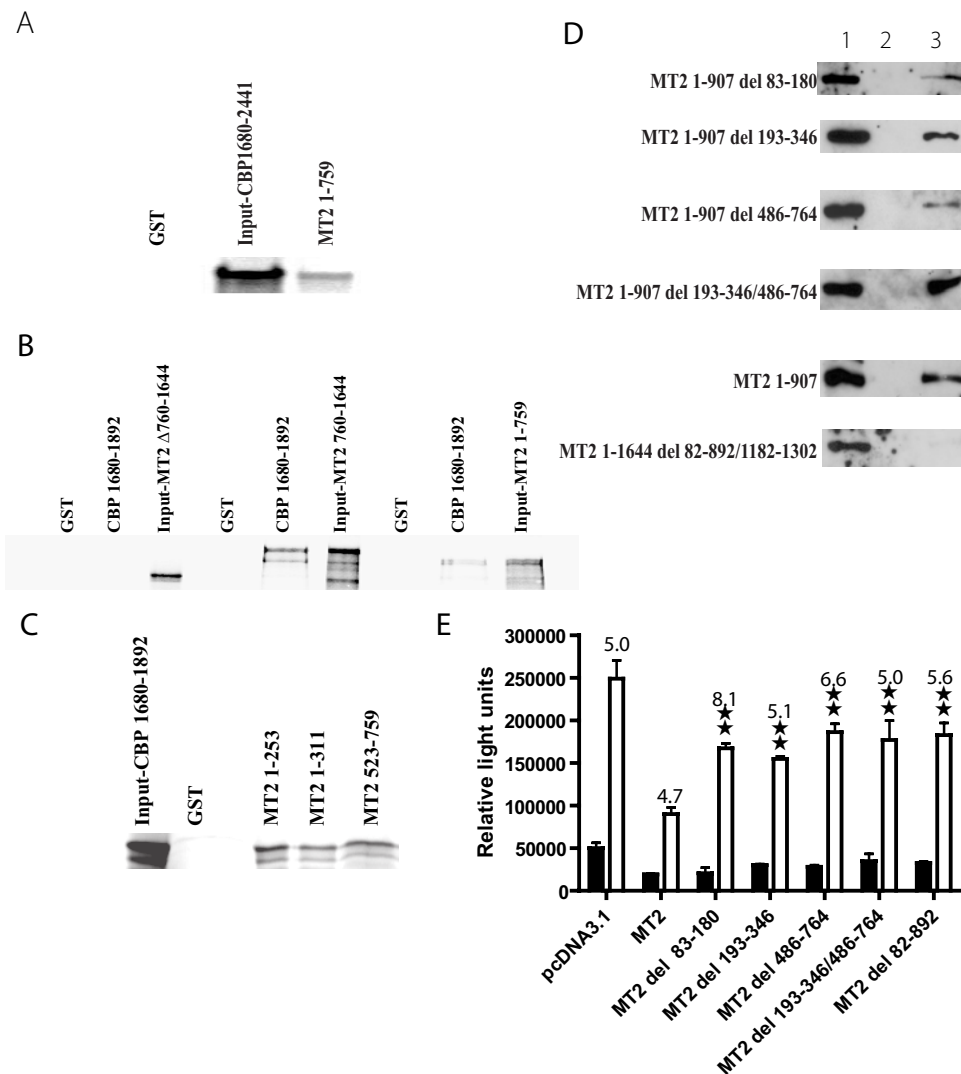 A
GST
Input-CBP1680-2441
MT2 1-759
B
GST
CBP 1680-1892
Input-MT2 Δ760-1644
GST
CBP 1680-1892
Input-MT2 760-1644
GST
CBP 1680-1892
Input-MT2 1-759
C
Input-CBP 1680-1892
GST
MT2 1-253
MT2 1-311
MT2 523-759
D
1 2 3
MT2 1-907 del 83-180
MT2 1-907 del 193-346
MT2 1-907 del 486-764
MT2 1-907 del 193-346/486-764
MT2 1-907
MT2 1-1644 del 82-892/1182-1302
E
Relative light units
300000
250000
200000
150000
100000
50000
0
5.0
4.7
8.1
★★
5.1
★★
6.6
★★
5.0
★★
5.6
★★
pcDNA3.1
MT2
MT2 del 83-180
MT2 del 193-346
MT2 del 486-764
MT2 del 193-346/486-764
MT2 del 82-892